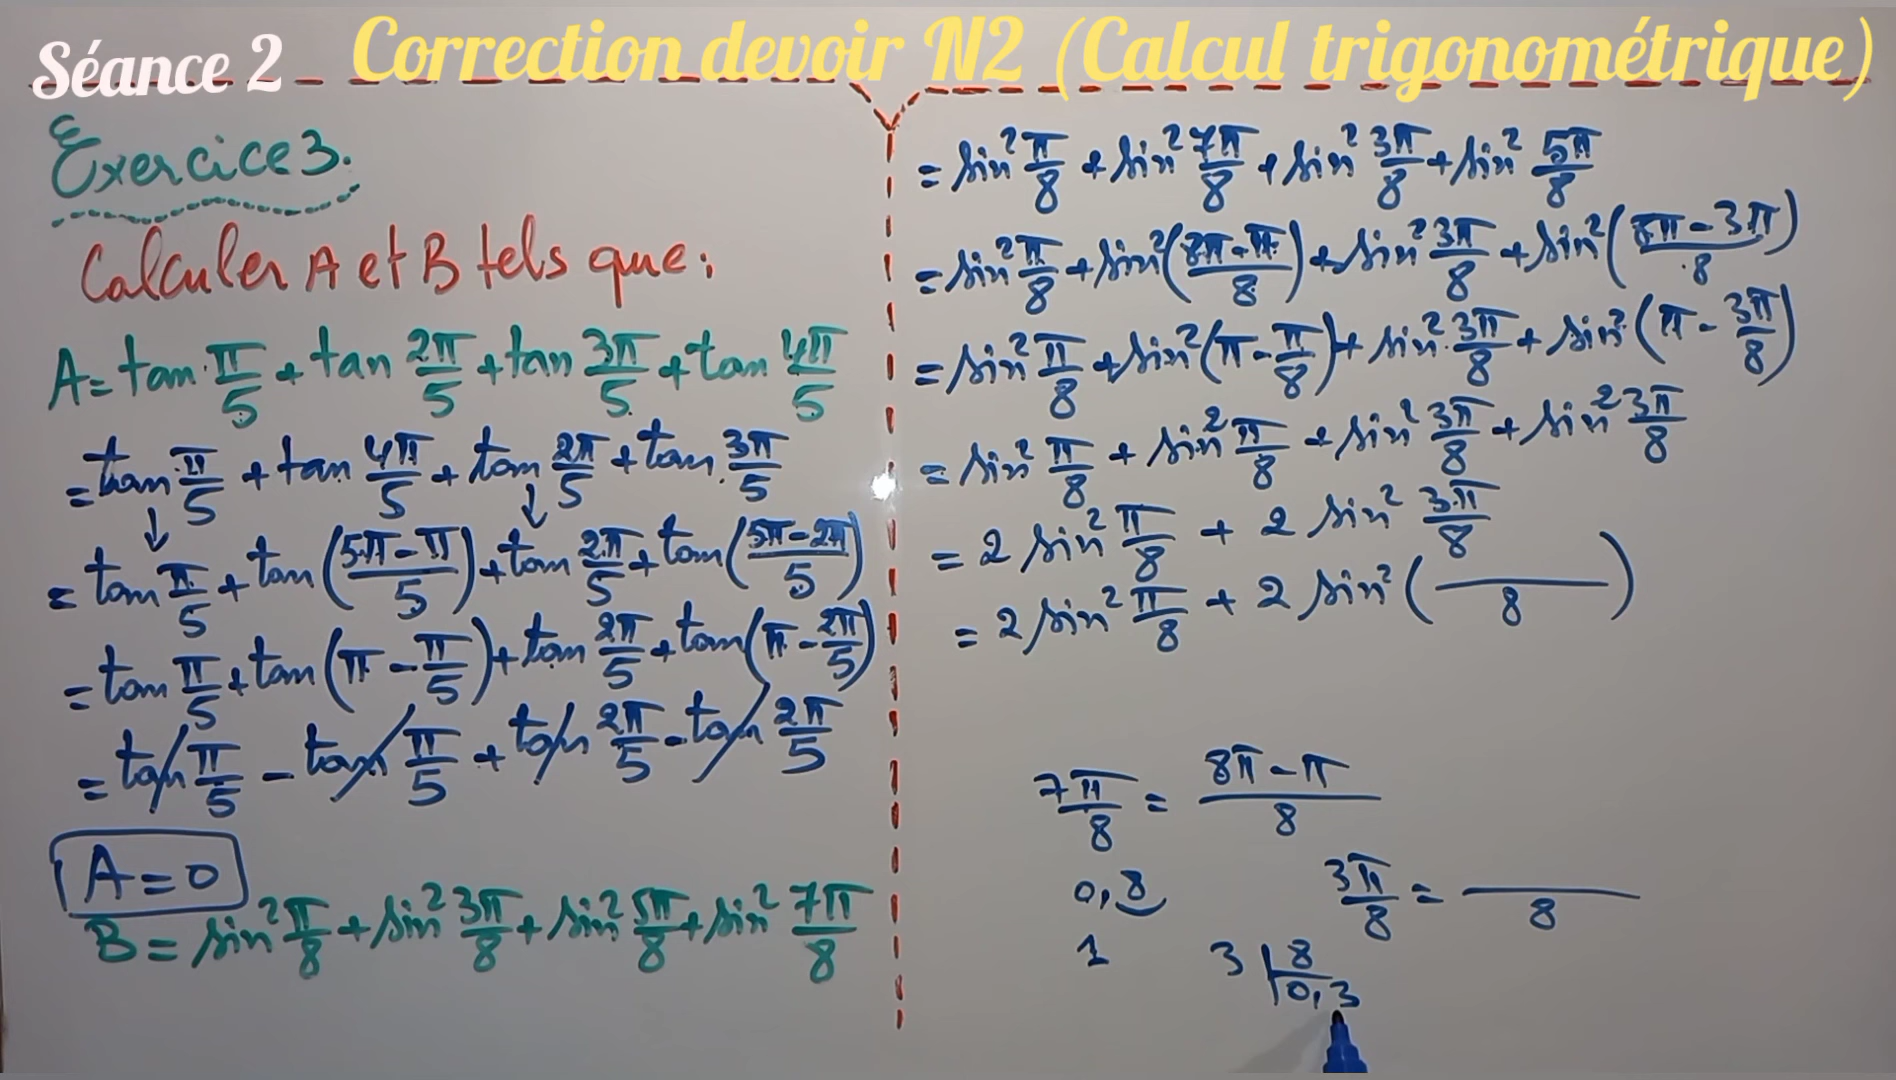 Séance 2 Correction devoir N2 (Calcul trigonométrique)
Exercice 3.
Calculer A et B tels que:
A = tan π/5 + tan 2π/5 + tan 3π/5 + tan 4π/5
= tan π/5 + tan 4π/5 + tan 2π/5 + tan 3π/5
= tan π/5 + tan (5π-π/5) + tan 2π/5 + tan (5π-2π/5)
= tan π/5 + tan (π - π/5) + tan 2π/5 + tan (π - 2π/5)
= tan π/5 - tan π/5 + tan 2π/5 - tan 2π/5
A = 0
B = sin² π/8 + sin² 3π/8 + sin² 5π/8 + sin² 7π/8
= sin² π/8 + sin² 7π/8 + sin² 3π/8 + sin² 5π/8
= sin² π/8 + sin² (8π-π/8) + sin² 3π/8 + sin² (8π-3π/8)
= sin² π/8 + sin² (π - π/8) + sin² 3π/8 + sin² (π - 3π/8)
= sin² π/8 + sin² π/8 + sin² 3π/8 + sin² 3π/8
= 2 sin² π/8 + 2 sin² 3π/8
= 2 sin² π/8 + 2 sin² ( /8)
7π/8 = 8π-π/8
0,8 3π/8 = /8
1 3 8
0,3